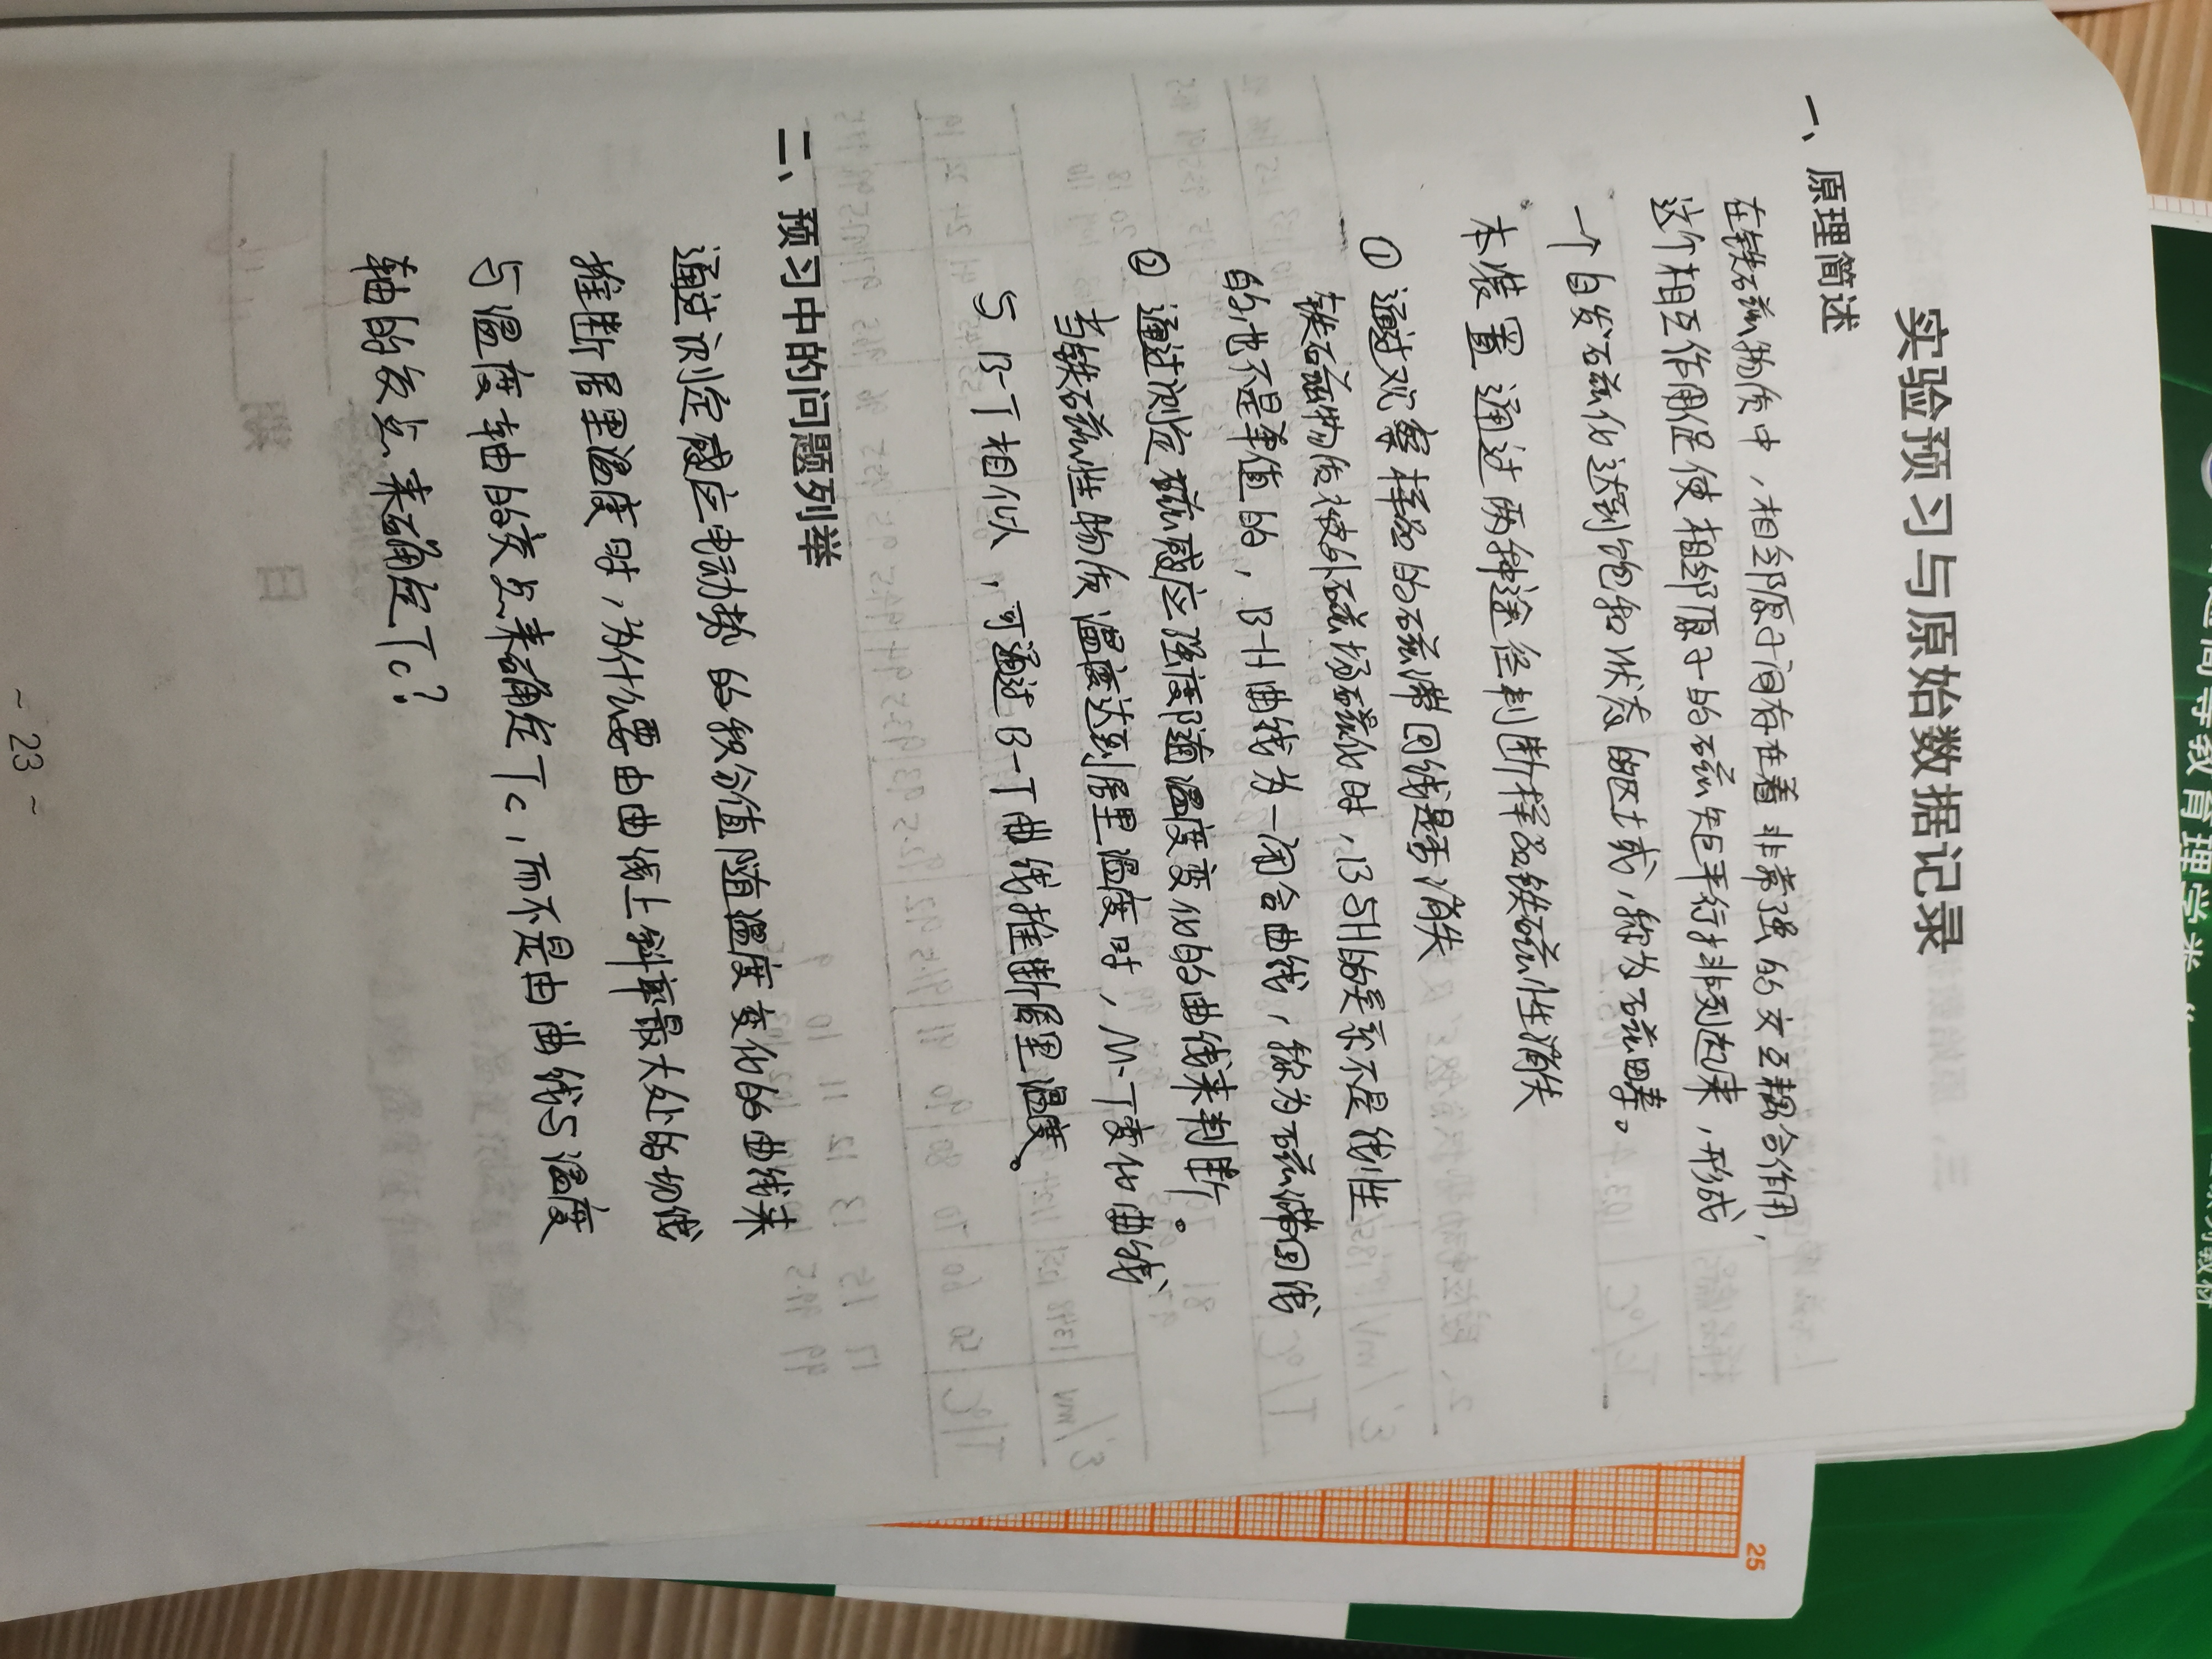 实验预习与原始数据记录
一、原理简述
在铁磁物质中，相邻原子间存在着非常强的交互耦合作用，
这个相互作用促使相邻原子的磁矩平行排列起来，形成
一个自发磁化达到饱和状态的区域，称为磁畴。
本装置通过两种途径判断样品铁磁性消失
① 通过观察样品的磁滞回线是否消失
铁磁物质被外磁场磁化时，B与H的关系不是线性
的，也不是单值的，B-H曲线为一闭合曲线，称为磁滞回线
② 通过测定磁感应强度随温度变化的曲线来判断。
当铁磁性物质温度达到居里温度时，M-T变化曲线
与B-T相似，可通过B-T曲线推断居里温度。
二、预习中的问题列举
通过测定感应电动势的积分值随温度变化的曲线来
推断居里温度时，为什么要由曲线上斜率最大处的切线
与温度轴的交点来确定Tc，而不是由曲线与温度
轴的交点来确定Tc？
~ 23 ~
25